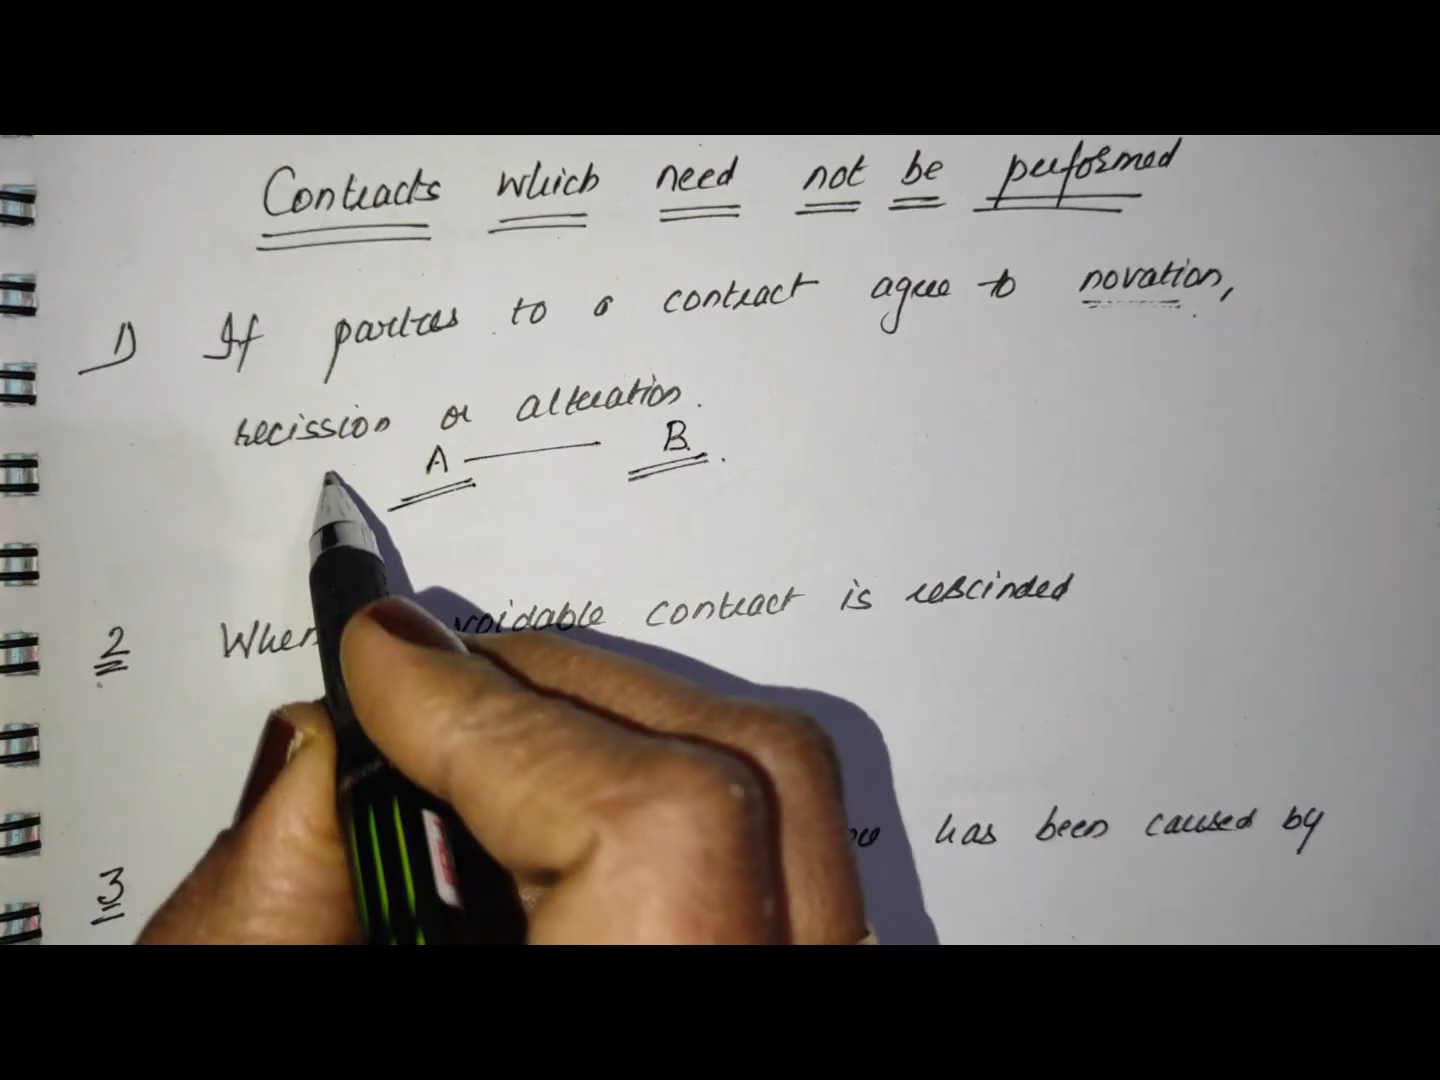 Contracts which need not be performed
1) If parties to a contract agree to novation,
recission or alteration.
A — B.
2 When voidable contract is rescinded
3 has been caused by